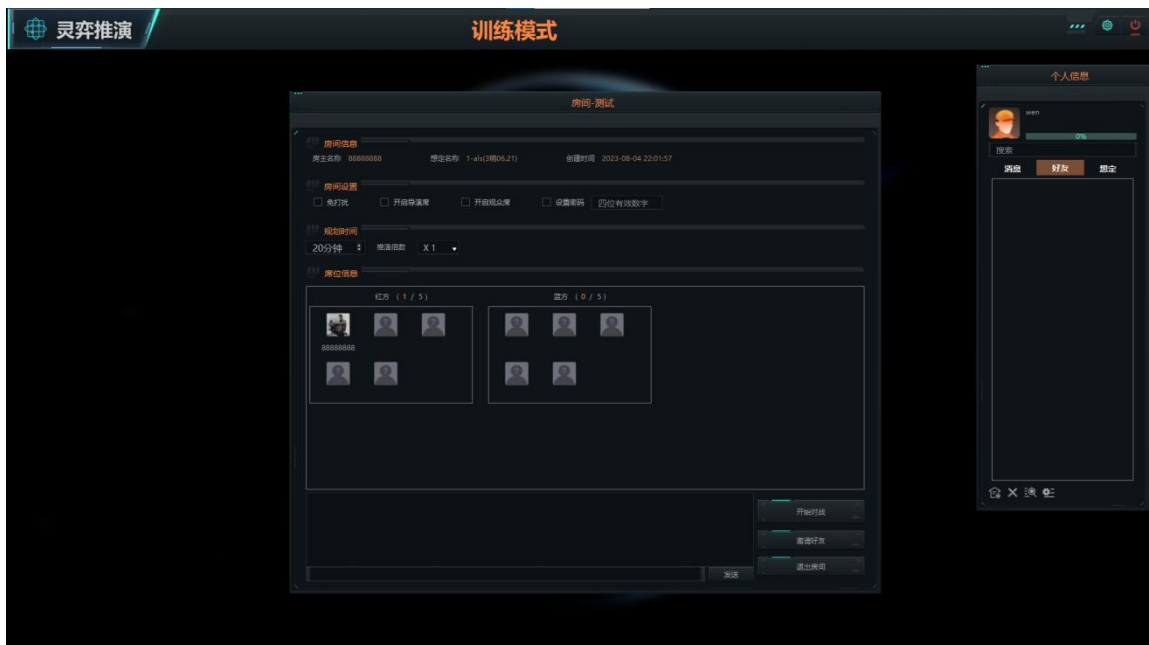 灵弈推演
训练模式
个人信息
wen
0%
搜索
消息 好友 想定
房间-测试
房间信息
房主名称 88888888 想定名称 1-als(3精06.21) 创建时间 2023-08-04 22:01:57
房间设置
免打扰 开启导演席 开启观众席 设置密码 四位有效数字
规划时间
20分钟 推演倍数 X 1
席位信息
红方 ( 1 / 5 ) 蓝方 ( 0 / 5 )
88888888
开始对战
邀请好友
退出房间
发送